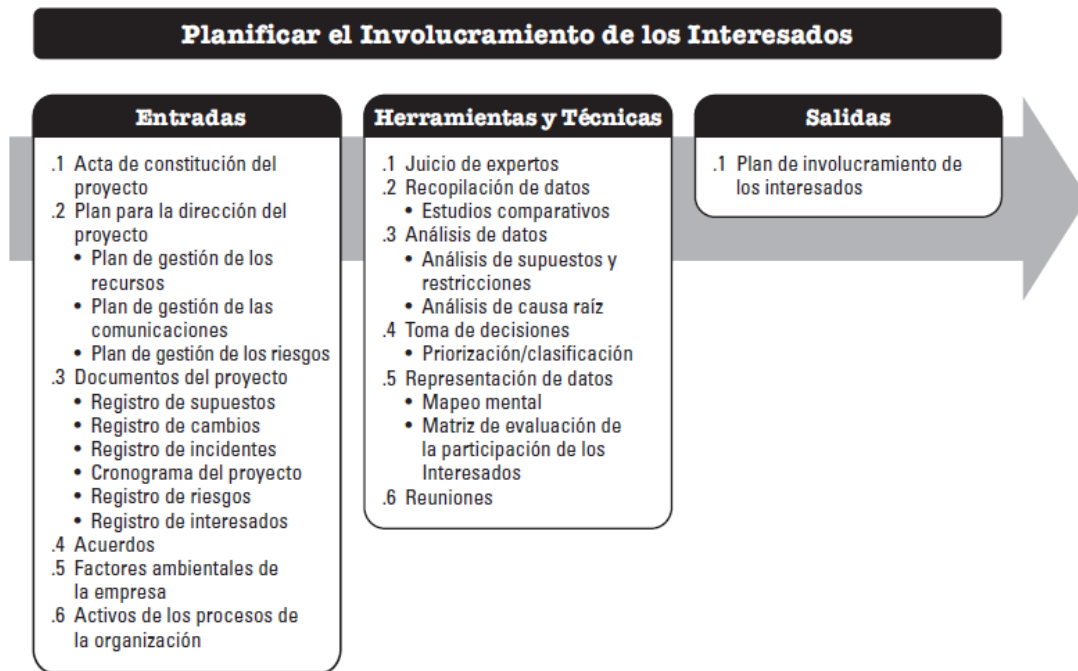 Planificar el Involucramiento de los Interesados
Entradas
.1 Acta de constitución del
proyecto
.2 Plan para la dirección del
proyecto
• Plan de gestión de los
recursos
• Plan de gestión de las
comunicaciones
• Plan de gestión de los riesgos
.3 Documentos del proyecto
• Registro de supuestos
• Registro de cambios
• Registro de incidentes
• Cronograma del proyecto
• Registro de riesgos
• Registro de interesados
.4 Acuerdos
.5 Factores ambientales de
la empresa
.6 Activos de los procesos de
la organización
Herramientas y Técnicas
.1 Juicio de expertos
.2 Recopilación de datos
• Estudios comparativos
.3 Análisis de datos
• Análisis de supuestos y
restricciones
• Análisis de causa raíz
.4 Toma de decisiones
• Priorización/clasificación
.5 Representación de datos
• Mapeo mental
• Matriz de evaluación de
la participación de los
Interesados
.6 Reuniones
Salidas
.1 Plan de involucramiento de
los interesados